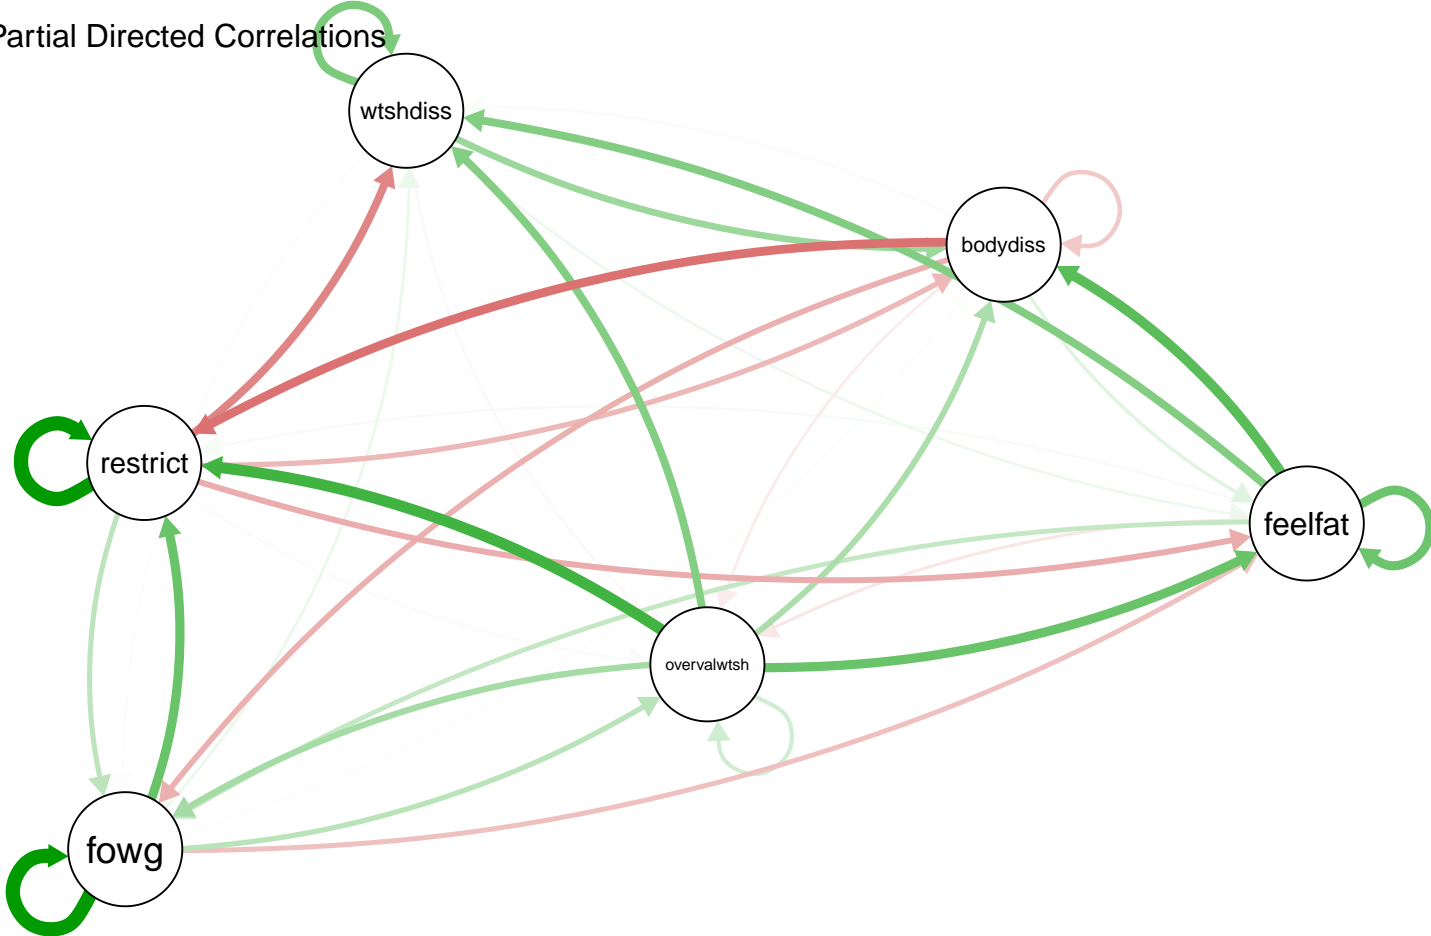 Partial Directed Correlations
wtshdiss
bodydiss
restrict
feelfat
overvalwtsh
fowg